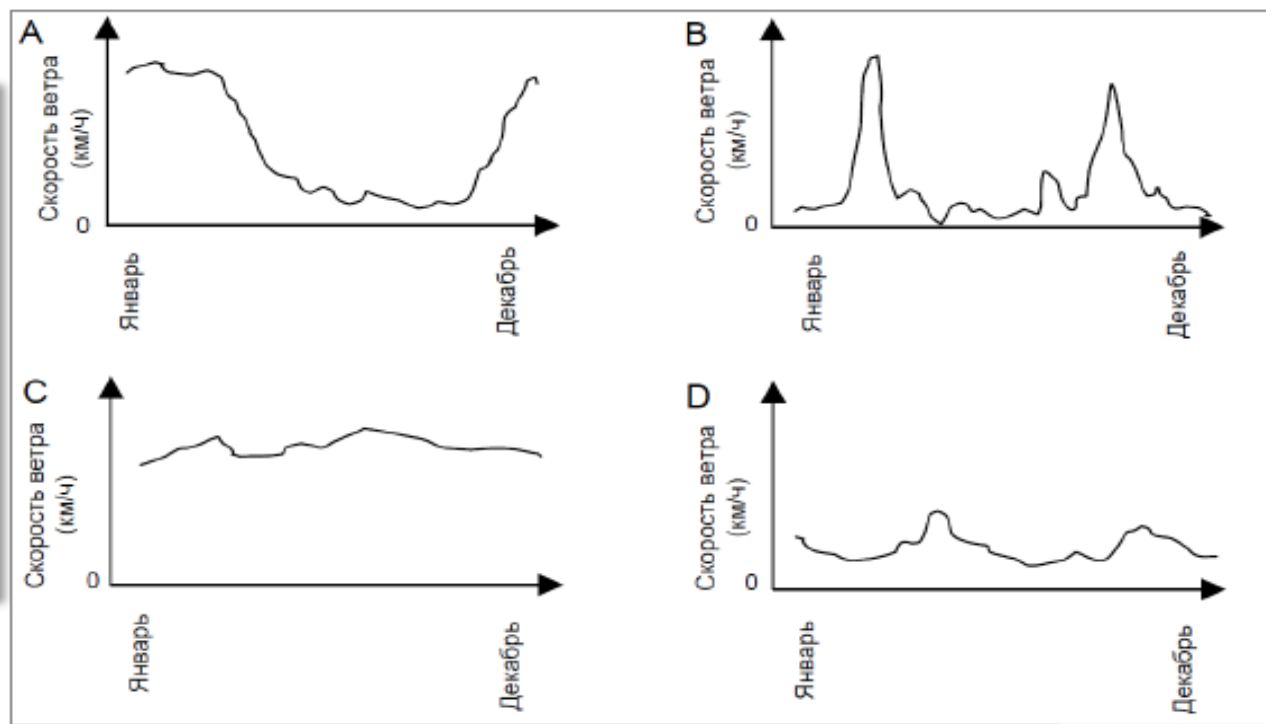 A
Скорость ветра
(км/ч)
0
Январь
Декабрь
B
Скорость ветра
(км/ч)
0
Январь
Декабрь
C
Скорость ветра
(км/ч)
0
Январь
Декабрь
D
Скорость ветра
(км/ч)
0
Январь
Декабрь